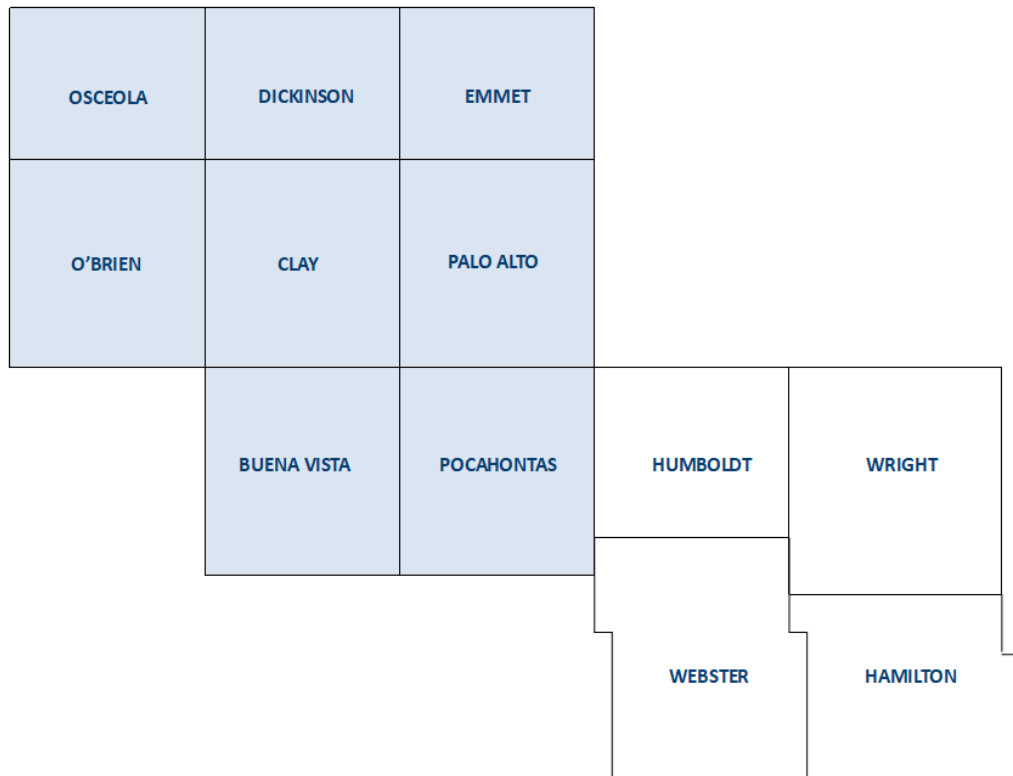 OSCEOLA
DICKINSON
EMMET
O’BRIEN
CLAY
PALO ALTO
BUENA VISTA
POCAHONTAS
HUMBOLDT
WRIGHT
WEBSTER
HAMILTON